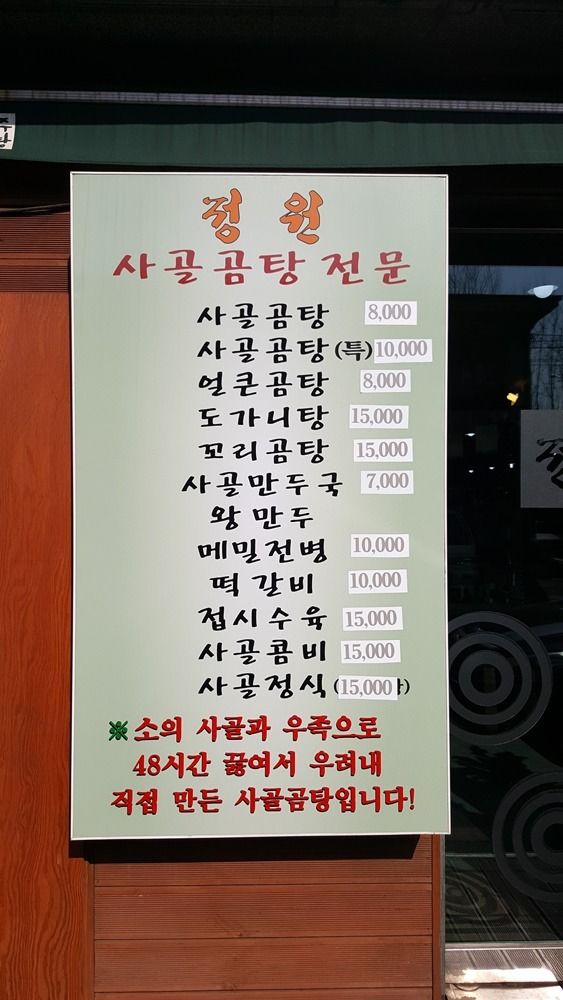 정원
사골곰탕 전문
사골곰탕 8,000
사골곰탕(특) 10,000
얼큰곰탕 8,000
도가니탕 15,000
꼬리곰탕 15,000
사골만두국 7,000
왕만두
메밀전병 10,000
떡갈비 10,000
접시수육 15,000
사골콤비 15,000
사골정식 (15,000 )
※소의 사골과 우족으로
48시간 끓여서 우려내
직접 만든 사골곰탕입니다!